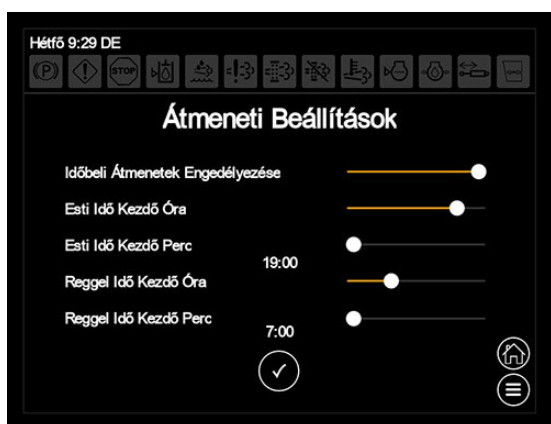 Hétfő 9:29 DE
STOP
Átmeneti Beállítások
Időbeli Átmenetek Engedélyezése
Esti Idő Kezdő Óra
Esti Idő Kezdő Perc
19:00
Reggel Idő Kezdő Óra
Reggel Idő Kezdő Perc
7:00